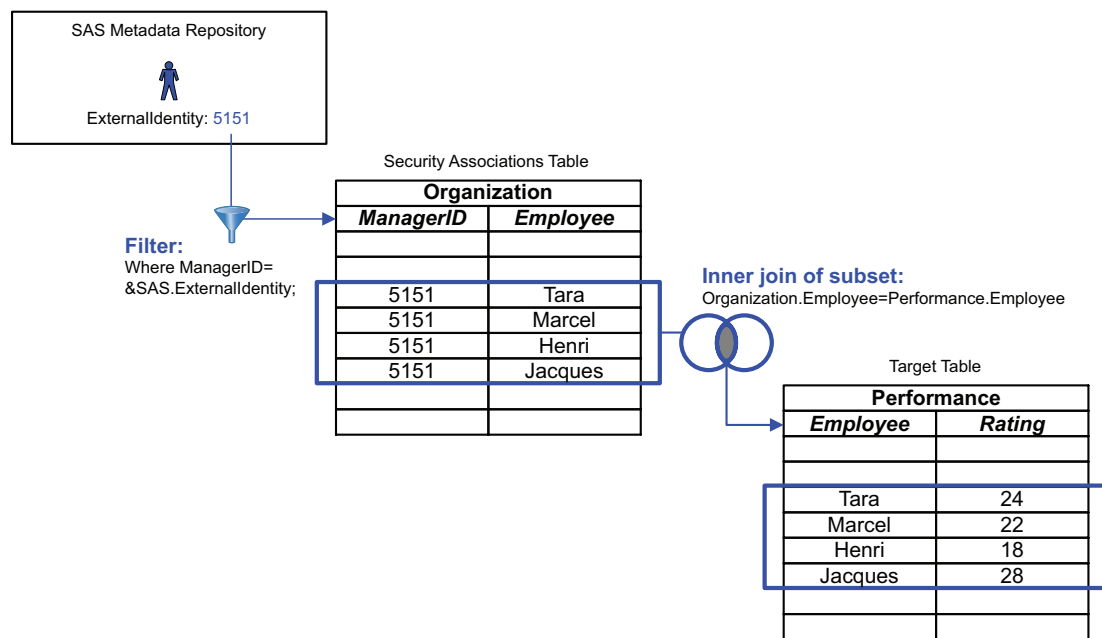 SAS Metadata Repository
ExternalIdentity: 5151
Security Associations Table
Organization
ManagerID Employee
Filter:
Where ManagerID=
&SAS.ExternalIdentity;
5151 Tara
5151 Marcel
5151 Henri
5151 Jacques
Inner join of subset:
Organization.Employee=Performance.Employee
Target Table
Performance
Employee Rating
Tara 24
Marcel 22
Henri 18
Jacques 28